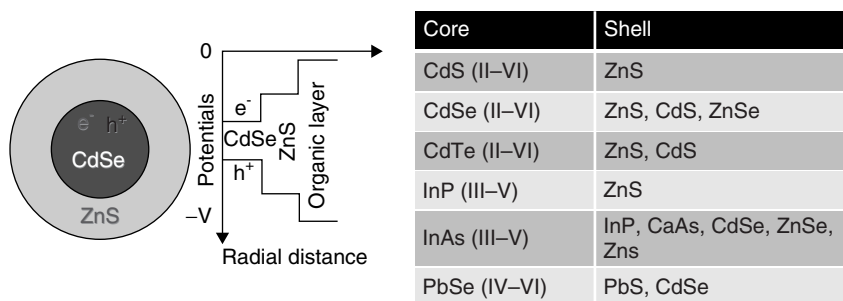 0
e⁻ h⁺
CdSe
ZnS
Potentials
e⁻
CdSe
h⁺
ZnS
Organic layer
–V
Radial distance
Core Shell
CdS (II–VI) ZnS
CdSe (II–VI) ZnS, CdS, ZnSe
CdTe (II–VI) ZnS, CdS
InP (III–V) ZnS
InAs (III–V) InP, CaAs, CdSe, ZnSe,
Zns
PbSe (IV–VI) PbS, CdSe